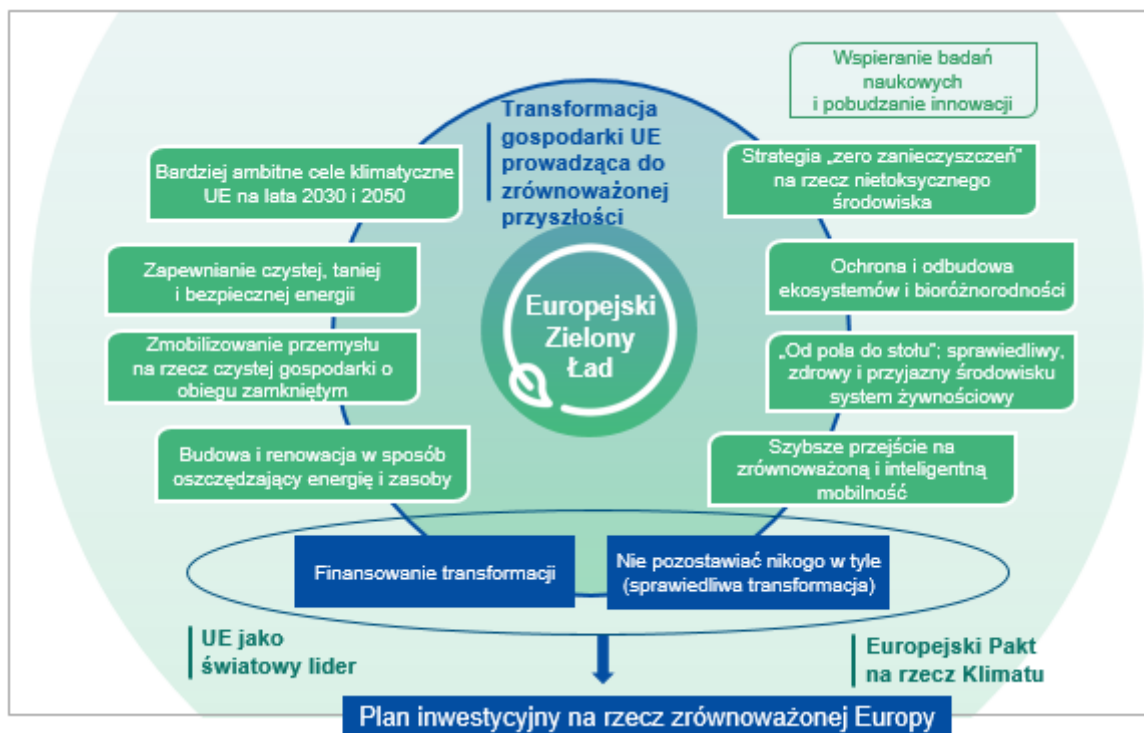 Wspieranie badań
naukowych
i pobudzanie innowacji
Transformacja
gospodarki UE
prowadząca do
zrównoważonej
przyszłości
Bardziej ambitne cele klimatyczne
UE na lata 2030 i 2050
Strategia „zero zanieczyszczeń”
na rzecz nietoksycznego
środowiska
Zapewnianie czystej, taniej
i bezpiecznej energii
Ochrona i odbudowa
ekosystemów i bioróżnorodności
Europejski
Zielony
Ład
Zmobilizowanie przemysłu
na rzecz czystej gospodarki o
obiegu zamkniętym
„Od pola do stołu”; sprawiedliwy,
zdrowy i przyjazny środowisku
system żywnościowy
Budowa i renowacja w sposób
oszczędzający energię i zasoby
Szybsze przejście na
zrównoważoną i inteligentną
mobilność
Finansowanie transformacji
Nie pozostawiać nikogo w tyle
(sprawiedliwa transformacja)
UE jako
światowy lider
Europejski Pakt
na rzecz Klimatu
Plan inwestycyjny na rzecz zrównoważonej Europy